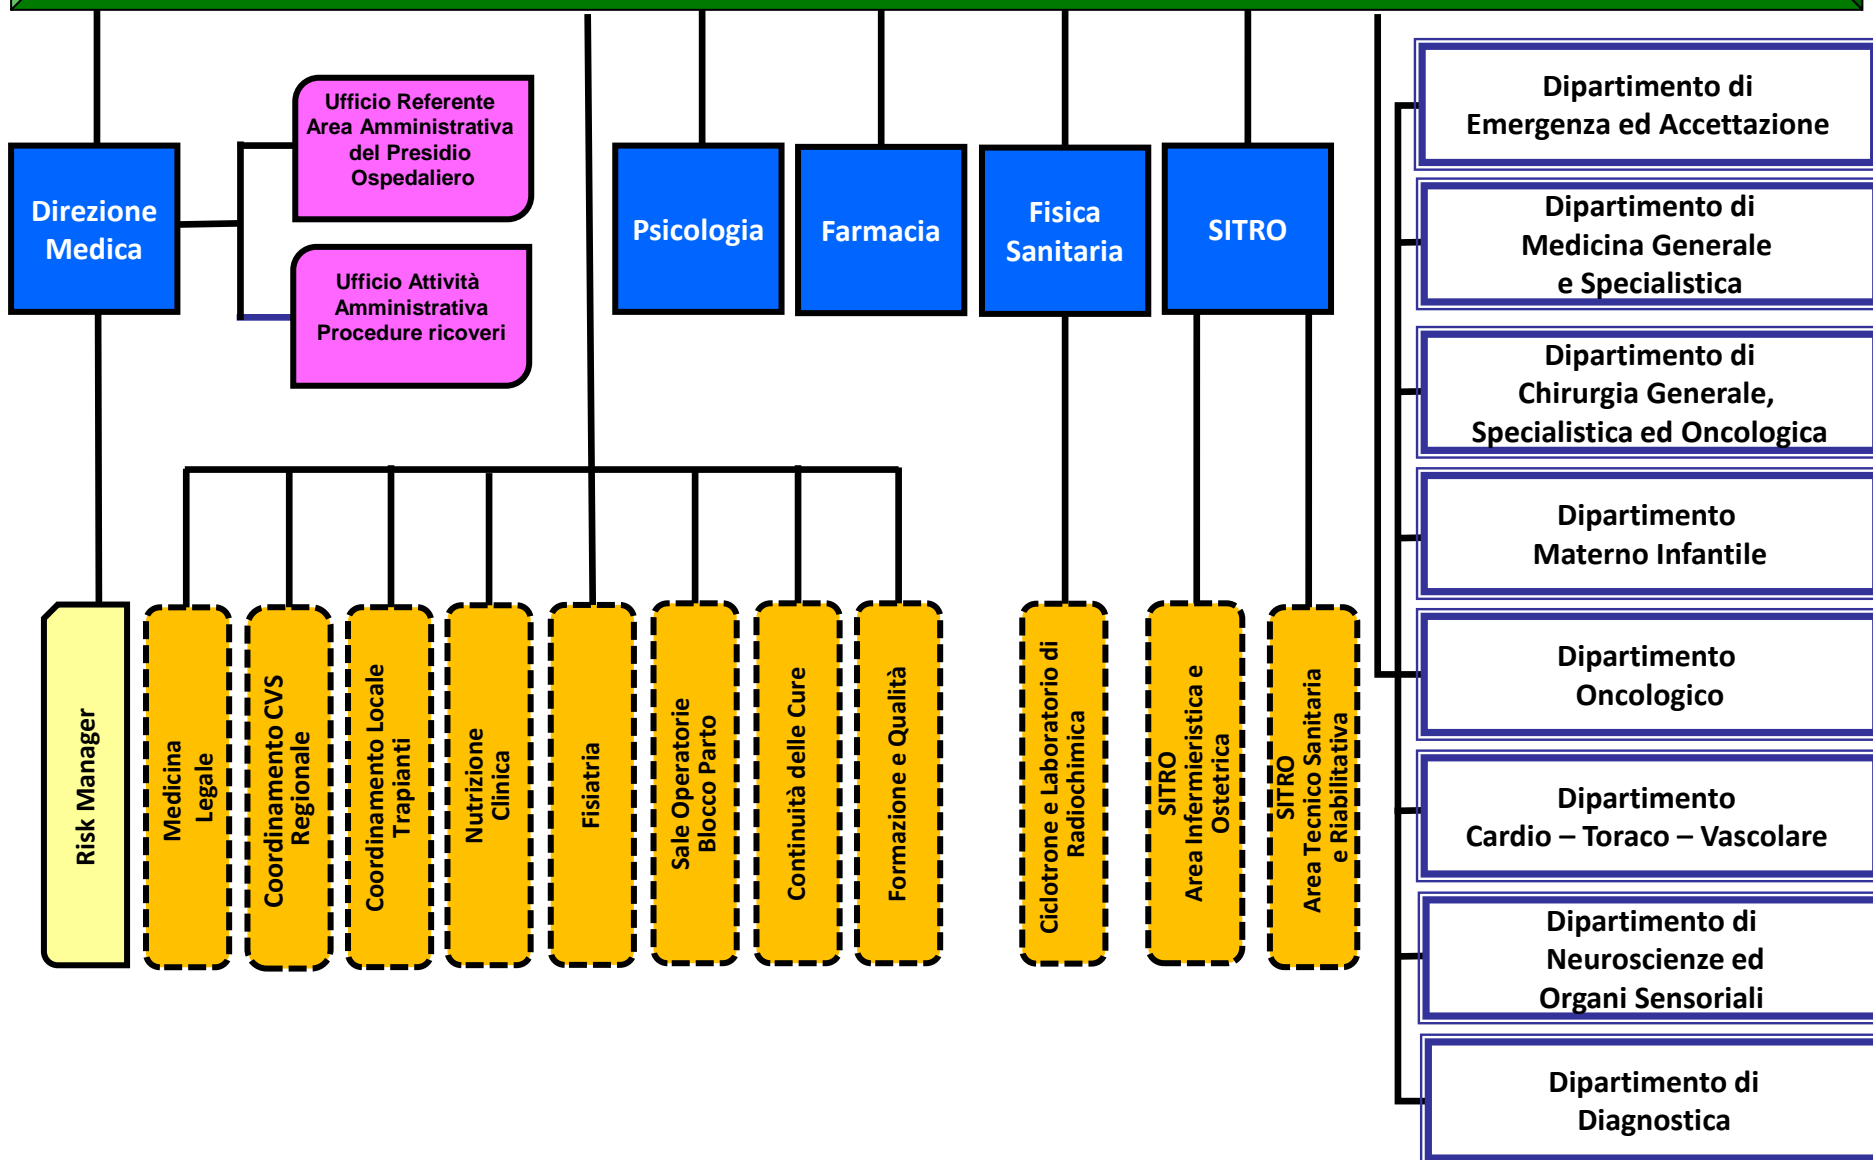 Ufficio Referente
Area Amministrativa
del Presidio
Ospedaliero
Direzione
Medica
Ufficio Attività
Amministrativa
Procedure ricoveri
Psicologia
Farmacia
Fisica
Sanitaria
SITRO
Risk Manager
Medicina
Legale
Coordinamento CVS
Regionale
Coordinamento Locale
Trapianti
Nutrizione
Clinica
Fisiatria
Sale Operatorie
Blocco Parto
Continuità delle Cure
Formazione e Qualità
Ciclotrone e Laboratorio di
Radiochimica
SITRO
Area Infermieristica e
Ostetrica
SITRO
Area Tecnico Sanitaria
e Riabilitativa
Dipartimento di
Emergenza ed Accettazione
Dipartimento di
Medicina Generale
e Specialistica
Dipartimento di
Chirurgia Generale,
Specialistica ed Oncologica
Dipartimento
Materno Infantile
Dipartimento
Oncologico
Dipartimento
Cardio – Toraco – Vascolare
Dipartimento di
Neuroscienze ed
Organi Sensoriali
Dipartimento di
Diagnostica